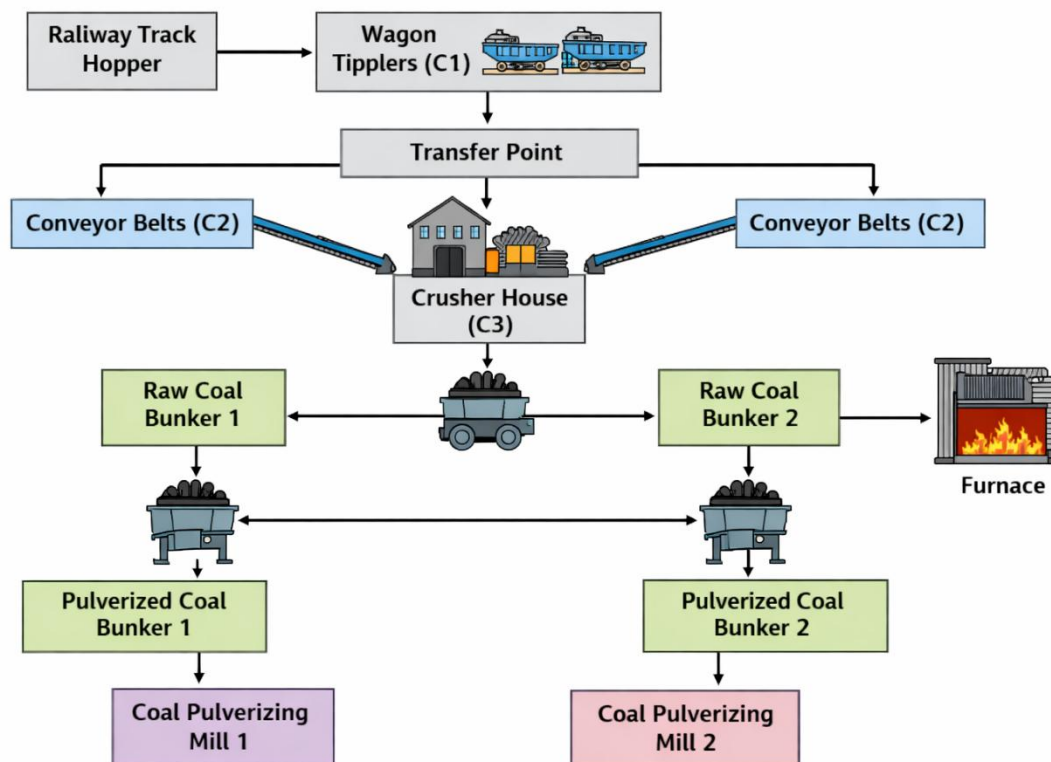 Raliway Track
Hopper
Wagon
Tipplers (C1)
Transfer Point
Conveyor Belts (C2)
Conveyor Belts (C2)
Crusher House
(C3)
Raw Coal
Bunker 1
Raw Coal
Bunker 2
Furnace
Pulverized Coal
Bunker 1
Pulverized Coal
Bunker 2
Coal Pulverizing
Mill 1
Coal Pulverizing
Mill 2